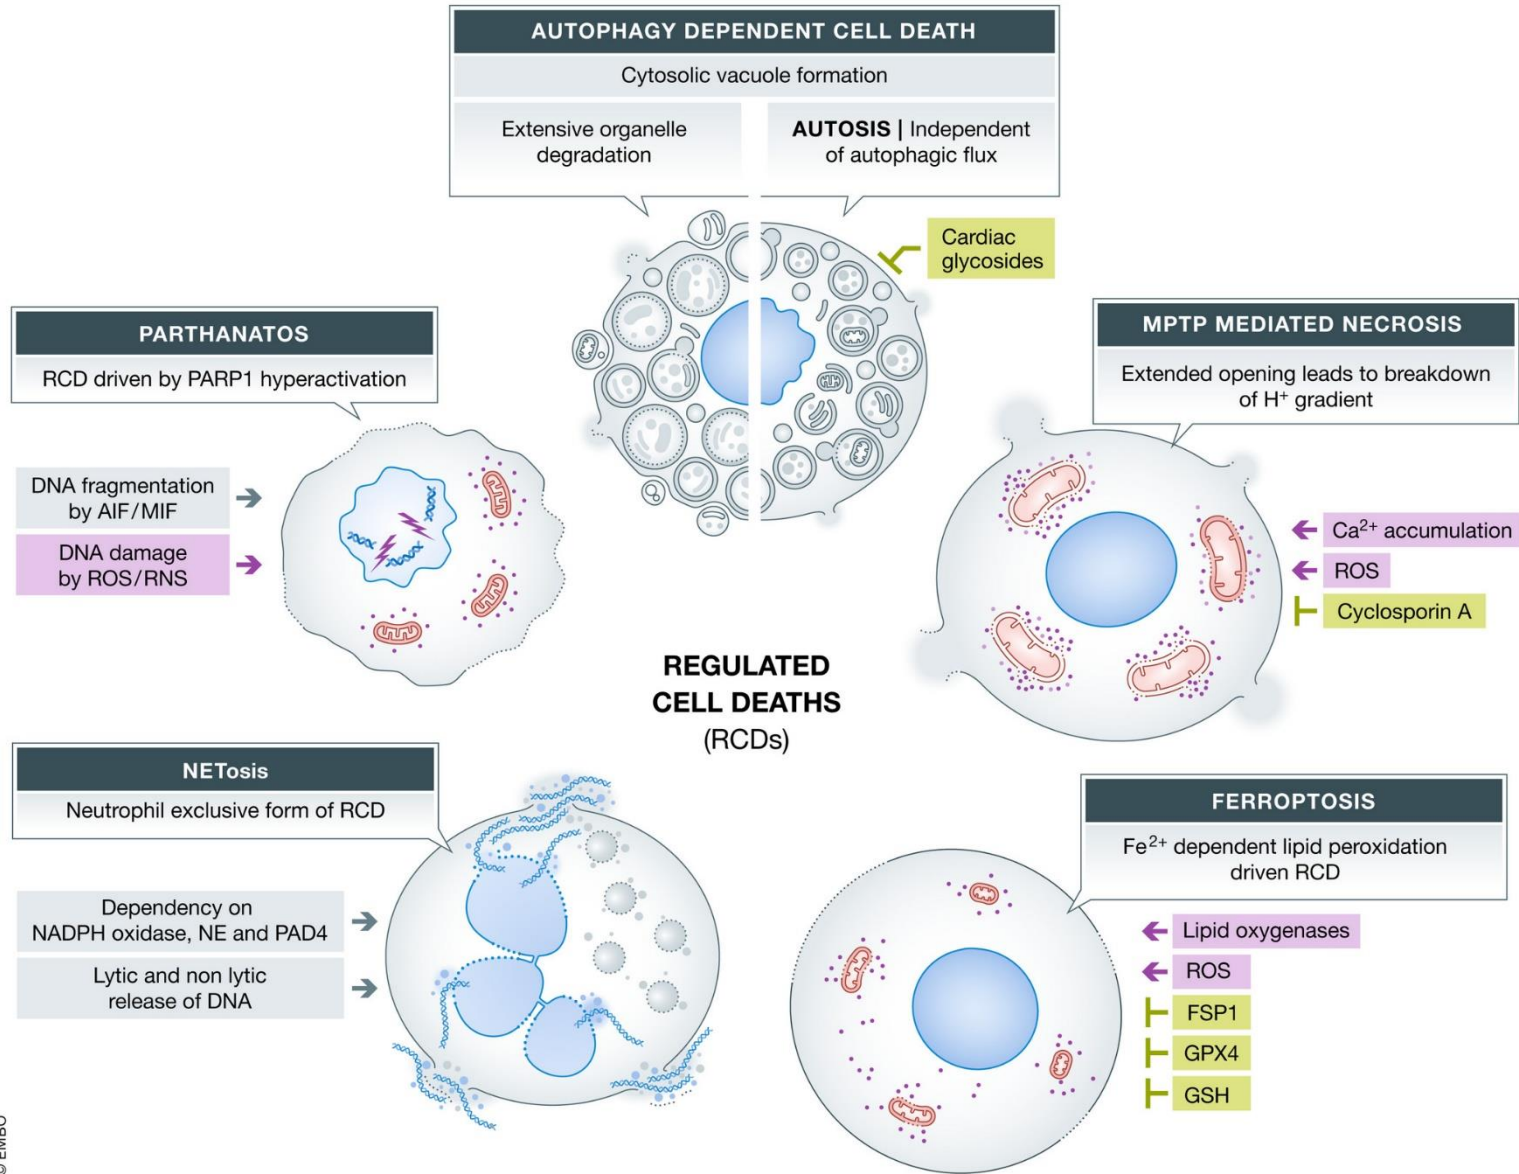 AUTOPHAGY DEPENDENT CELL DEATH
Cytosolic vacuole formation
Extensive organelle
degradation
AUTOSIS | Independent
of autophagic flux
Cardiac
glycosides
PARTHANATOS
RCD driven by PARP1 hyperactivation
DNA fragmentation
by AIF/MIF
DNA damage
by ROS/RNS
MPTP MEDIATED NECROSIS
Extended opening leads to breakdown
of H⁺ gradient
Ca²⁺ accumulation
ROS
Cyclosporin A
REGULATED
CELL DEATHS
(RCDs)
NETosis
Neutrophil exclusive form of RCD
Dependency on
NADPH oxidase, NE and PAD4
Lytic and non lytic
release of DNA
FERROPTOSIS
Fe²⁺ dependent lipid peroxidation
driven RCD
Lipid oxygenases
ROS
FSP1
GPX4
GSH
© EMBO